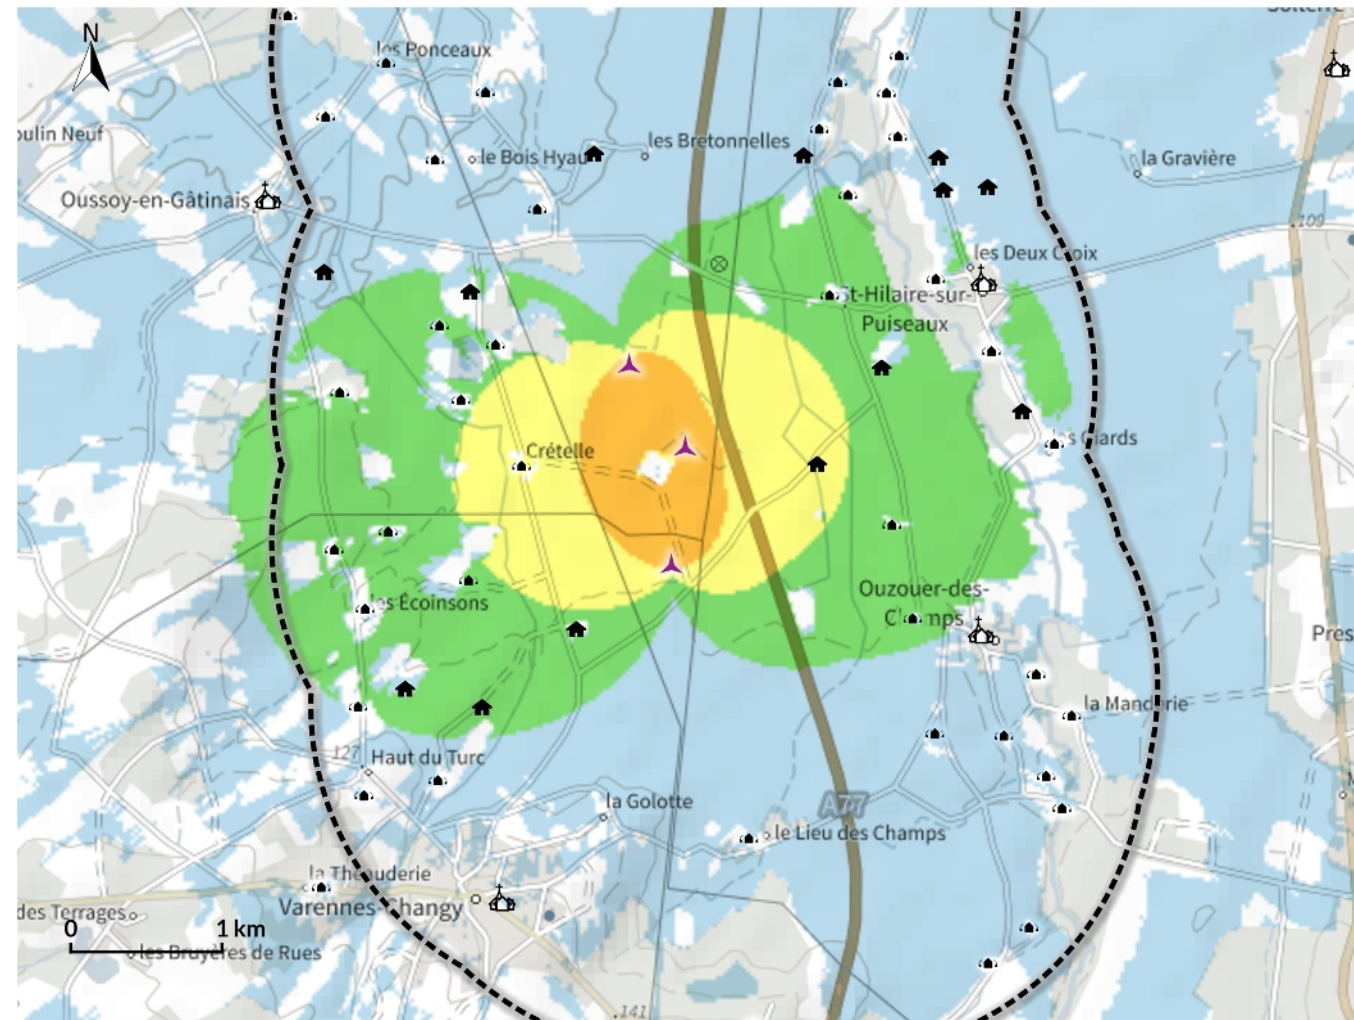 N
les Ponceaux
oulin Neuf
le Bois Hyau
les Bretonnelles
la Gravière
Oussoy-en-Gâtinais
109
les Deux Croix
St-Hilaire-sur-
Puiseaux
Crételle
Giards
Ouzouer-des-
Champs
les Écoinsons
Pres
la Manderie
127
Haut du Turc
la Golotte
A77
le Lieu des Champs
la Thénauderie
Varennes-Changy
des Terrages
0
1 km
les Bruyères de Rues
141